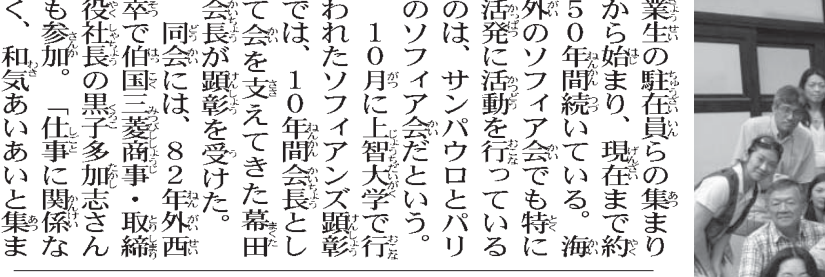 業生の駐在員らの集まり
から始まり、現在まで約
50年間続いている。海
外のソフィア会でも特に
活発に活動を行っている
のは、サンパウロとパリ
のソフィア会だという。
　10月に上智大学で行
われたソフィアンズ顕彰
では、10年間会長とし
て会を支えてきた幕田
会長が顕彰を受けた。
　同会には、82年外西
卒で伯国三菱商事・取締
役社長の黒子多加志さん
も参加。「仕事に関係な
く、和気あいあいと集ま